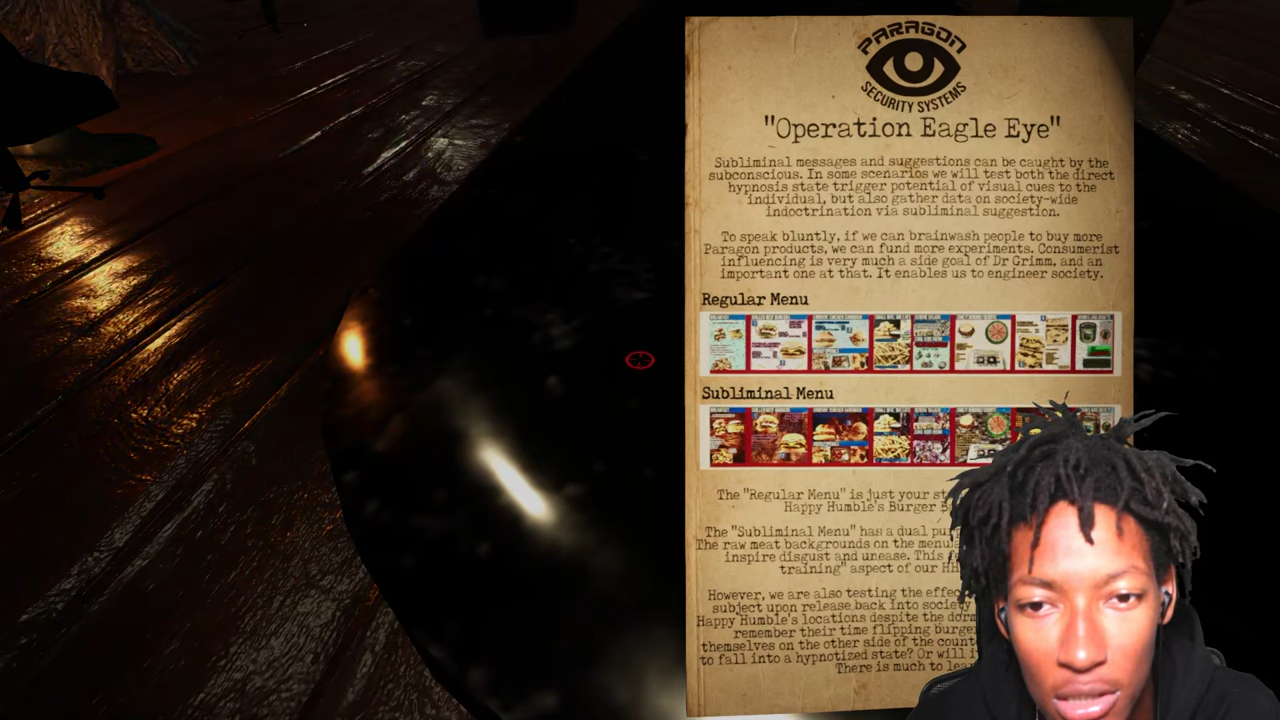 PARAGON
SECURITY SYSTEMS
"Operation Eagle Eye"
Subliminal messages and suggestions can be caught by the
subconscious. In some scenarios we will test both the direct
hypnosis state trigger potential of visual cues to the
individual, but also gather data on society-wide
indoctrination via subliminal suggestion.
To speak bluntly, if we can brainwash people to buy more
Paragon products, we can fund more experiments. Consumerist
influencing is very much a side goal of Dr Grimm, and an
important one at that. It enables us to engineer society.
Regular Menu
Subliminal Menu
The "Regular Menu" is just your
Happy Humble's Burger
The "Subliminal Menu" has a dual
The raw meat backgrounds on the menu
inspire disgust and unease. This
training" aspect of our
However, we are also testing the
subject upon release back into society
Happy Humble's locations despite the
remember their time flipping
themselves on the other side of the
to fall into a hypnotized state? Or will
There is much to